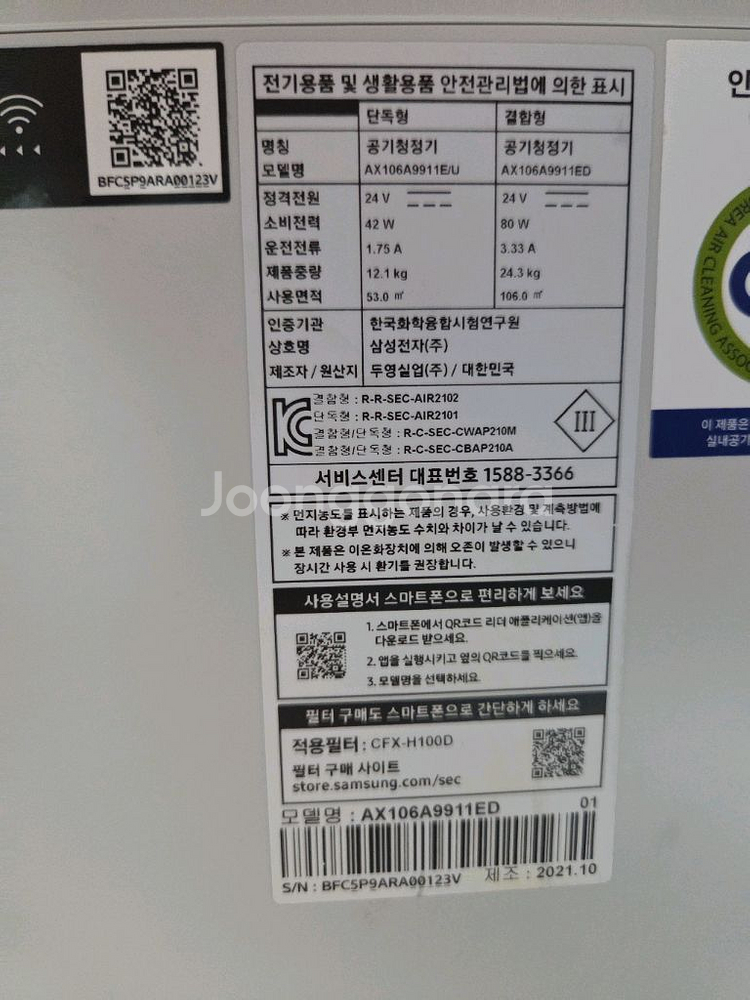 BFC5P9ARA00123V
전기용품 및 생활용품 안전관리법에 의한 표시
단독형 결합형
명칭 공기청정기 공기청정기
모델명 AX106A9911E/U AX106A9911ED
정격전원 24 V 24 V
소비전력 42 W 80 W
운전전류 1.75 A 3.33 A
제품중량 12.1 kg 24.3 kg
사용면적 53.0 ㎡ 106.0 ㎡
인증기관 한국화학융합시험연구원
상호명 삼성전자(주)
제조자 / 원산지 두영실업(주) / 대한민국
결합형 : R-R-SEC-AIR2102
단독형 : R-R-SEC-AIR2101
결합형/단독형 : R-C-SEC-CWAP210M
결합형/단독형 : R-C-SEC-CBAP210A
III
서비스센터 대표번호 1588-3366
Joonggonara
※ 먼지농도를 표시하는 제품의 경우, 사용환경 및 계측방법에
따라 환경부 먼지농도 수치와 차이가 날 수 있습니다.
※ 본 제품은 이온화장치에 의해 오존이 발생할 수 있으니
장시간 사용 시 환기를 권장합니다.
사용설명서 스마트폰으로 편리하게 보세요
1. 스마트폰에서 QR코드 리더 애플리케이션(앱)을
다운로드 받으세요.
2. 앱을 실행시키고 옆의 QR코드를 찍으세요.
3. 모델명을 선택하세요.
필터 구매도 스마트폰으로 간단하게 하세요
적용필터 : CFX-H100D
필터 구매 사이트
store.samsung.com/sec
모델명 : AX106A9911ED 01
S/N : BFC5P9ARA00123V 제조 : 2021.10
인
REA AIR CLEANING ASSOC
이 제품은
실내공기